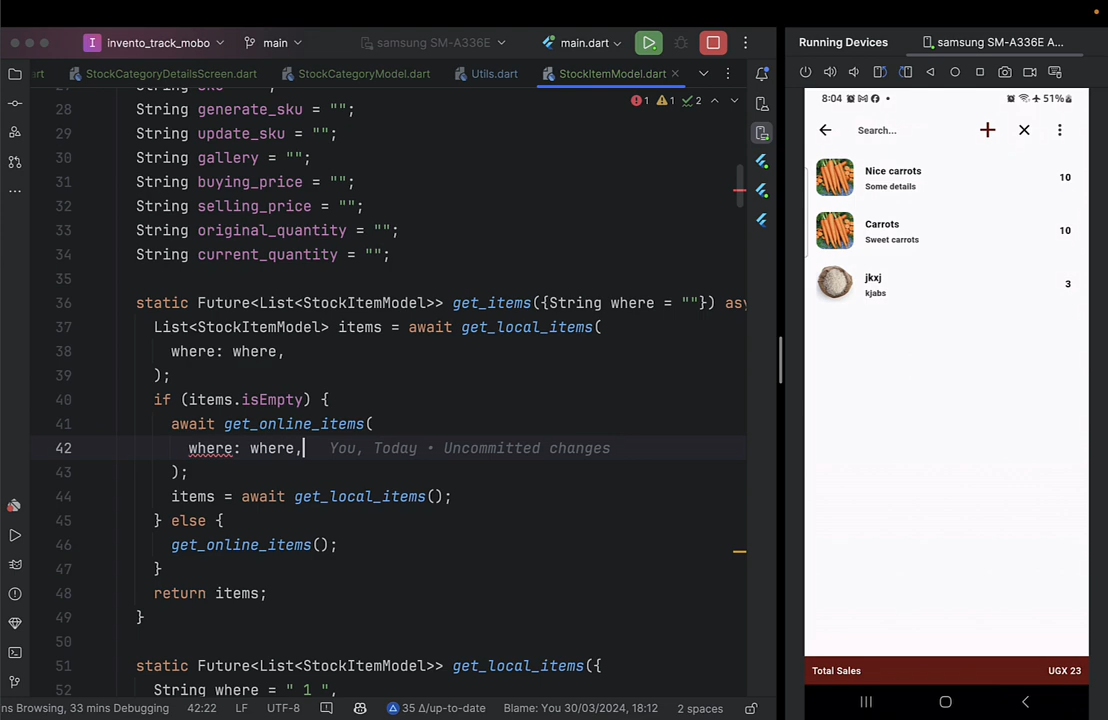 invento_track_mobo
main
samsung SM-A336E
main.dart
Running Devices
samsung SM-A336E A...
rt
StockCategoryDetailsScreen.dart
StockCategoryModel.dart
Utils.dart
StockItemModel.dart
28 String generate_sku = "";
1 1 2
29 String update_sku = "";
30 String gallery = "";
31 String buying_price = "";
32 String selling_price = "";
33 String original_quantity = "";
34 String current_quantity = "";
35
36 static Future<List<StockItemModel>> get_items({String where = ""}) asy
37 List<StockItemModel> items = await get_local_items(
38 where: where,
39 );
40 if (items.isEmpty) {
41 await get_online_items(
42 where: where, You, Today • Uncommitted changes
43 );
44 items = await get_local_items();
45 } else {
46 get_online_items();
47 }
48 return items;
49 }
50
51 static Future<List<StockItemModel>> get_local_items({
52 String where = " 1 ",
ns Browsing, 33 mins Debugging
42:22
LF
UTF-8
35 Δ/up-to-date
Blame: You 30/03/2024, 18:12
2 spaces
8:04
51%
Search...
Nice carrots
Some details
10
Carrots
Sweet carrots
10
jkxj
kjabs
3
Total Sales
UGX 23